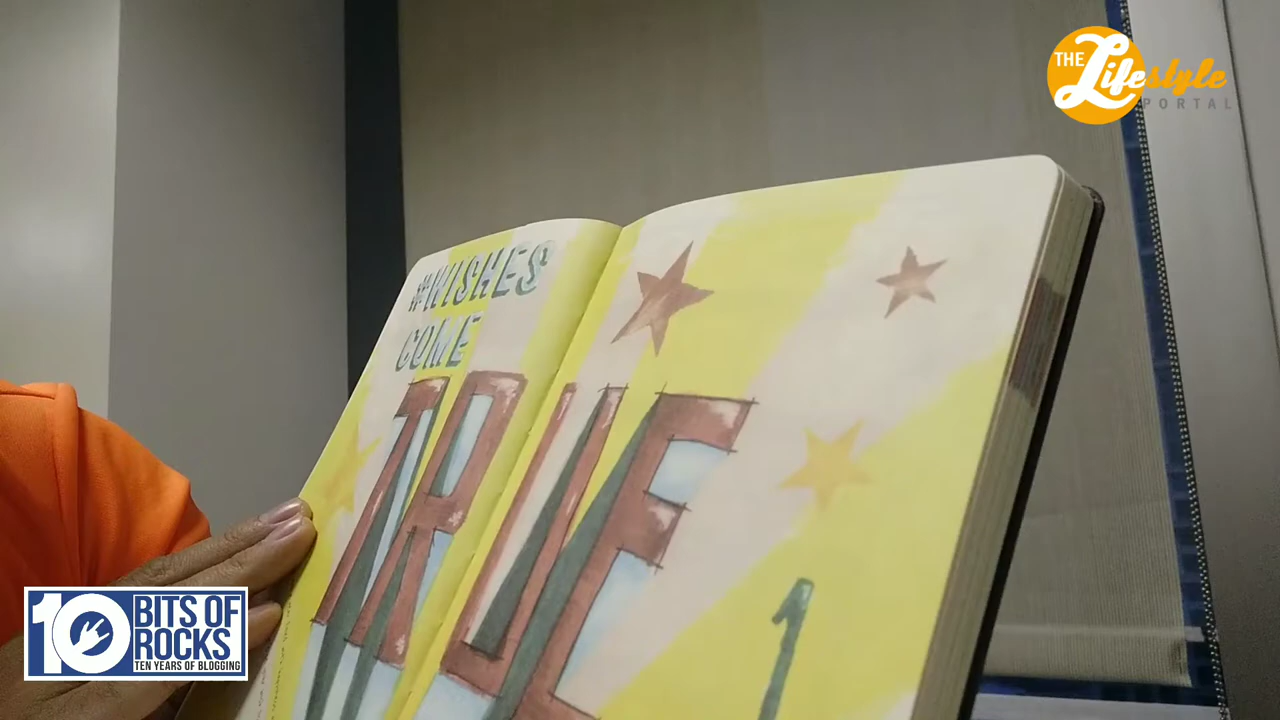 THE
Lifestyle
PORTAL
#WISHES
COME
TRUE
1
10
BITS OF
ROCKS
TEN YEARS OF BLOGGING